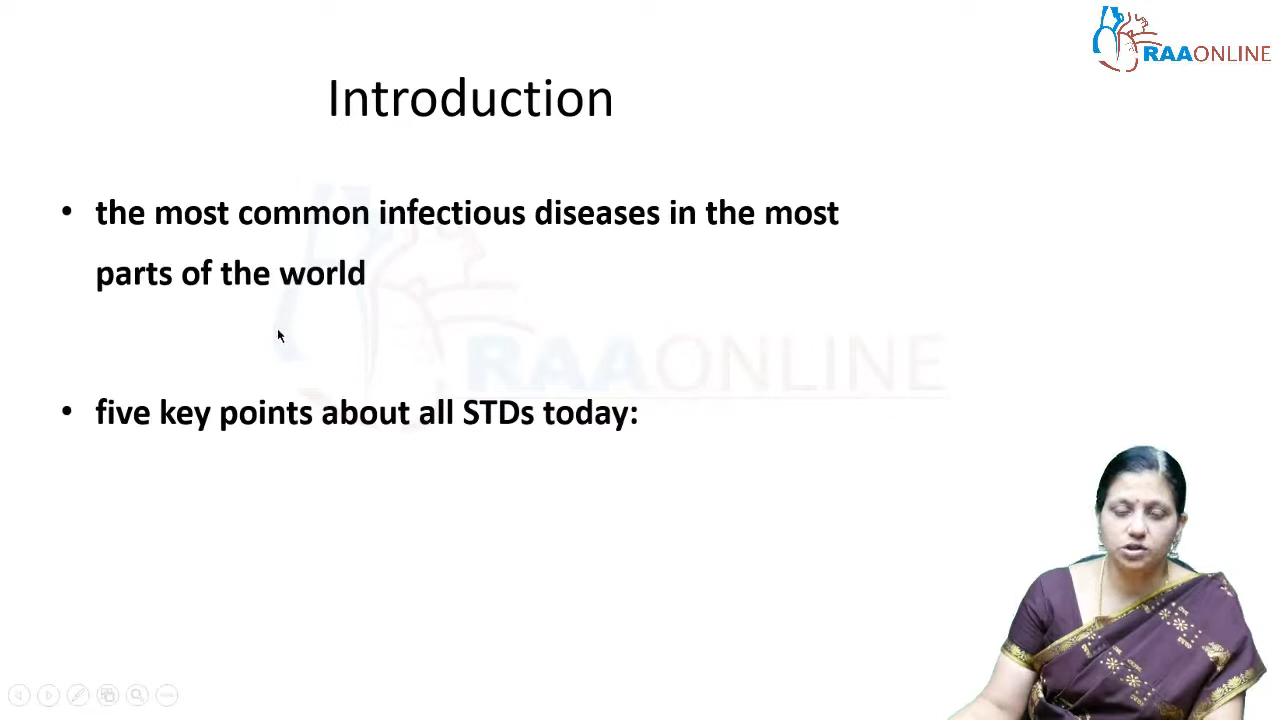 RAAONLINE
Introduction
• the most common infectious diseases in the most
parts of the world
RAAONLINE
• five key points about all STDs today: